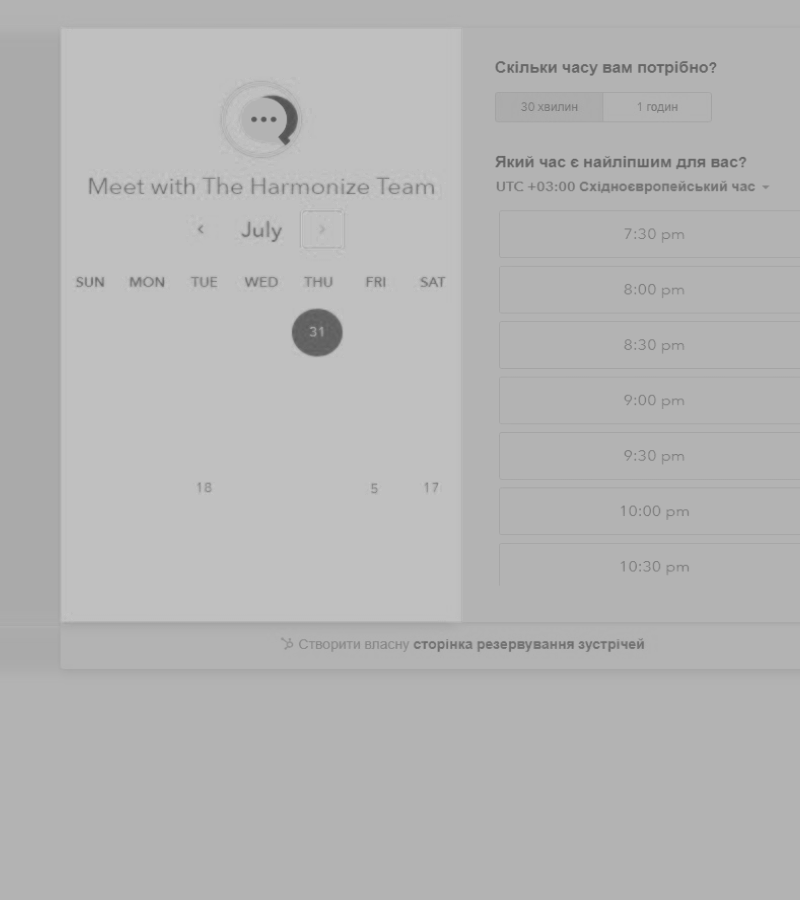 Meet with The Harmonize Team
July
SUN MON TUE WED THU FRI SAT
31
18 5 17
Скільки часу вам потрібно?
30 хвилин 1 годин
Який час є найліпшим для вас?
UTC +03:00 Східноєвропейський час
7:30 pm
8:00 pm
8:30 pm
9:00 pm
9:30 pm
10:00 pm
10:30 pm
Створити власну сторінка резервування зустрічей